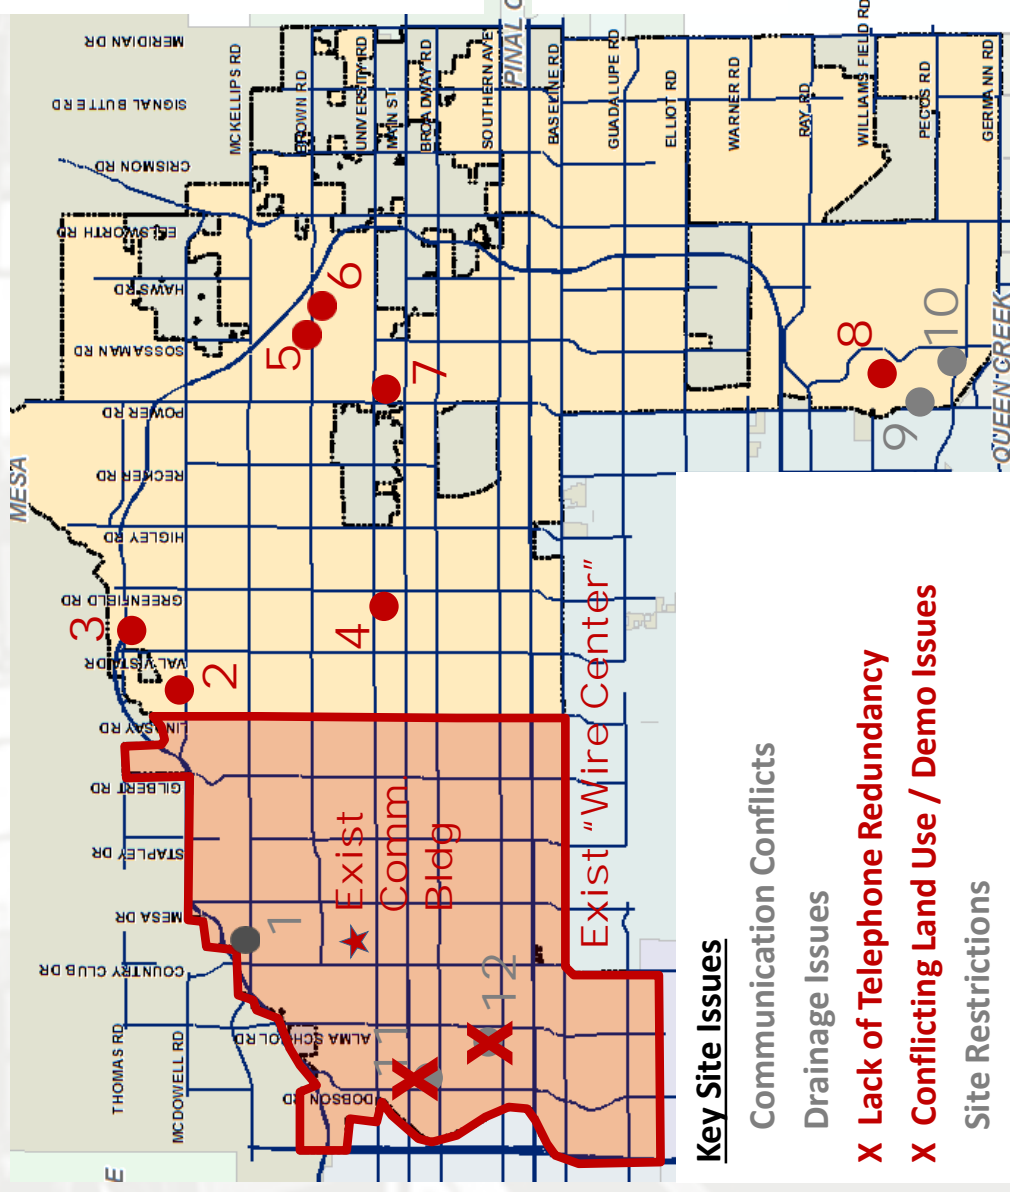 MERIDIAN DR
SIGNAL BUTTE RD
CRISMON RD
ELLSWORTH RD
HAWS RD
SOSSAMAN RD
POWER RD
RECKER RD
HIGLEY RD
GREENFIELD RD
VAL VISTA DR
LINDSAY RD
GILBERT RD
STAPLEY DR
MESA DR
COUNTRY CLUB DR
ALMA SCHOOL RD
DOBSON RD
THOMAS RD
MCDOWELL RD
MCKELLIPS RD
BROWN RD
UNIVERSITY RD
MAIN ST
BROADWAY RD
SOUTHERN AVE
BASELINE RD
GUADALUPE RD
ELLIOT RD
WARNER RD
RAY RD
WILLIAMS FIELD RD
PECOS RD
GERMANN RD
MESA
PINAL C
QUEEN CREEK
E
1
2
3
4
5
6
7
8
9
10
11
12
Exist
Comm
Bldg
Exist "Wire Center"
Key Site Issues
Communication Conflicts
Drainage Issues
X Lack of Telephone Redundancy
X Conflicting Land Use / Demo Issues
Site Restrictions